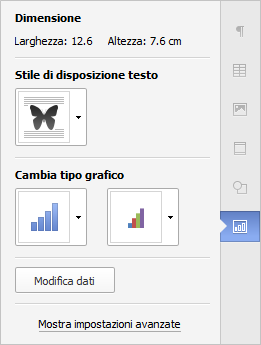 Dimensione
Larghezza: 12.6 Altezza: 7.6 cm
Stile di disposizione testo
Cambia tipo grafico
Modifica dati
Mostra impostazioni avanzate